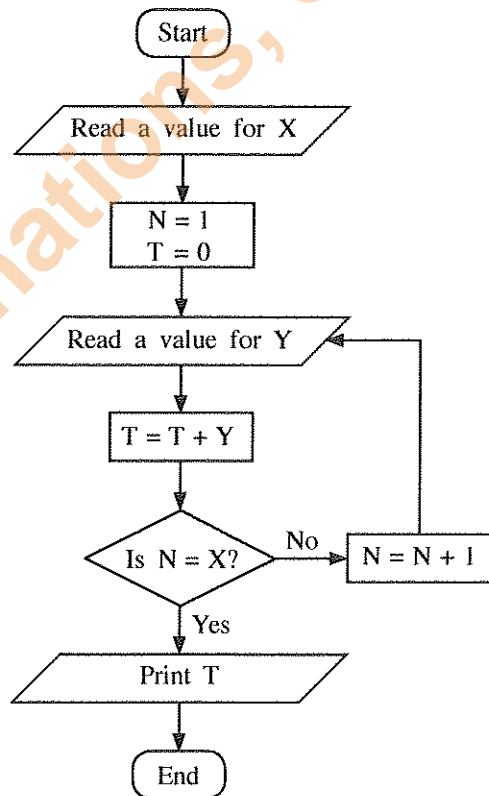 Start
Read a value for X
N = 1
T = 0
Read a value for Y
T = T + Y
Is N = X?
No
N = N + 1
Yes
Print T
End